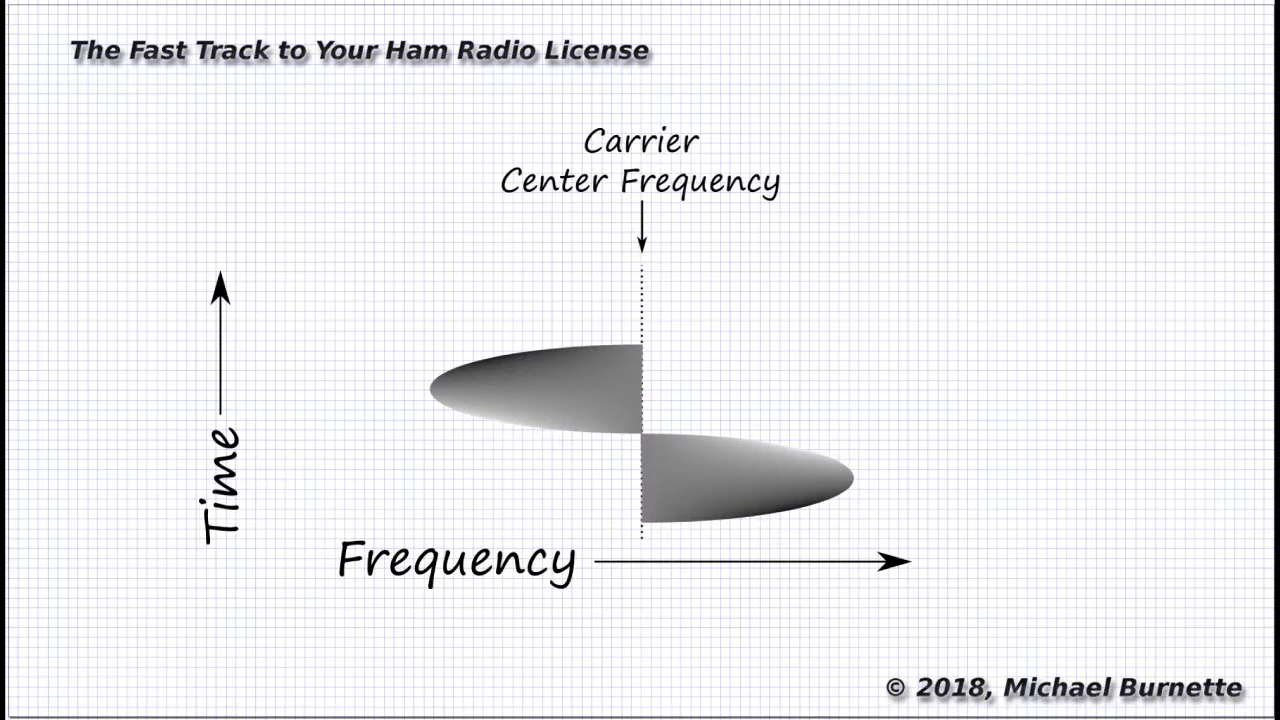 The Fast Track to Your Ham Radio License
Carrier
Center Frequency
Time
Frequency
© 2018, Michael Burnette